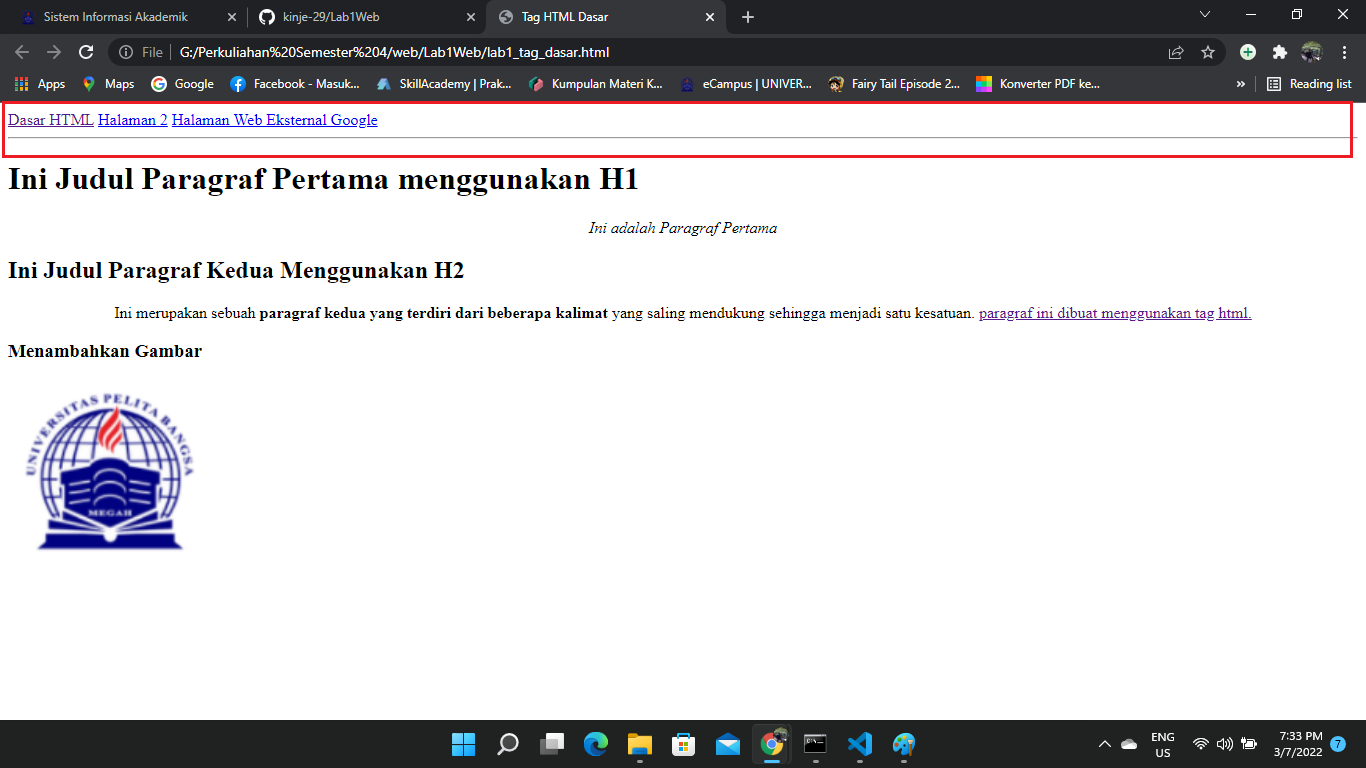 Sistem Informasi Akademik
kinje-29/Lab1Web
Tag HTML Dasar
File
G:/Perkuliahan%20Semester%204/web/Lab1Web/lab1_tag_dasar.html
Apps
Maps
Google
Facebook - Masuk...
SkillAcademy | Prak...
Kumpulan Materi K...
eCampus | UNIVER...
Fairy Tail Episode 2...
Konverter PDF ke...
»
Reading list
Dasar HTML Halaman 2 Halaman Web Eksternal Google
Ini Judul Paragraf Pertama menggunakan H1
Ini adalah Paragraf Pertama
Ini Judul Paragraf Kedua Menggunakan H2
Ini merupakan sebuah paragraf kedua yang terdiri dari beberapa kalimat yang saling mendukung sehingga menjadi satu kesatuan. paragraf ini dibuat menggunakan tag html.
Menambahkan Gambar
UNIVERSITAS PELITA BANGSA
MEGAH
ENG
US
7:33 PM
3/7/2022
7